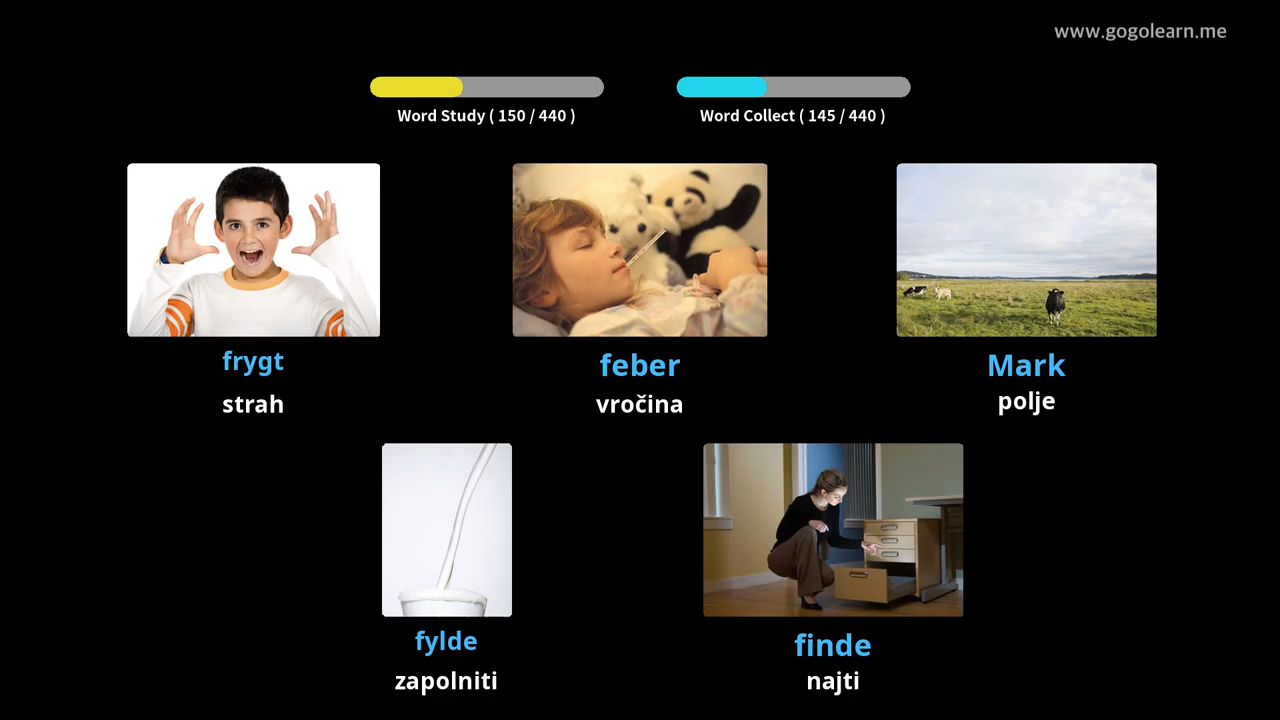 www.gogolearn.me
Word Study ( 150 / 440 )
Word Collect ( 145 / 440 )
frygt
strah
feber
vročina
Mark
polje
fylde
zapolniti
finde
najti